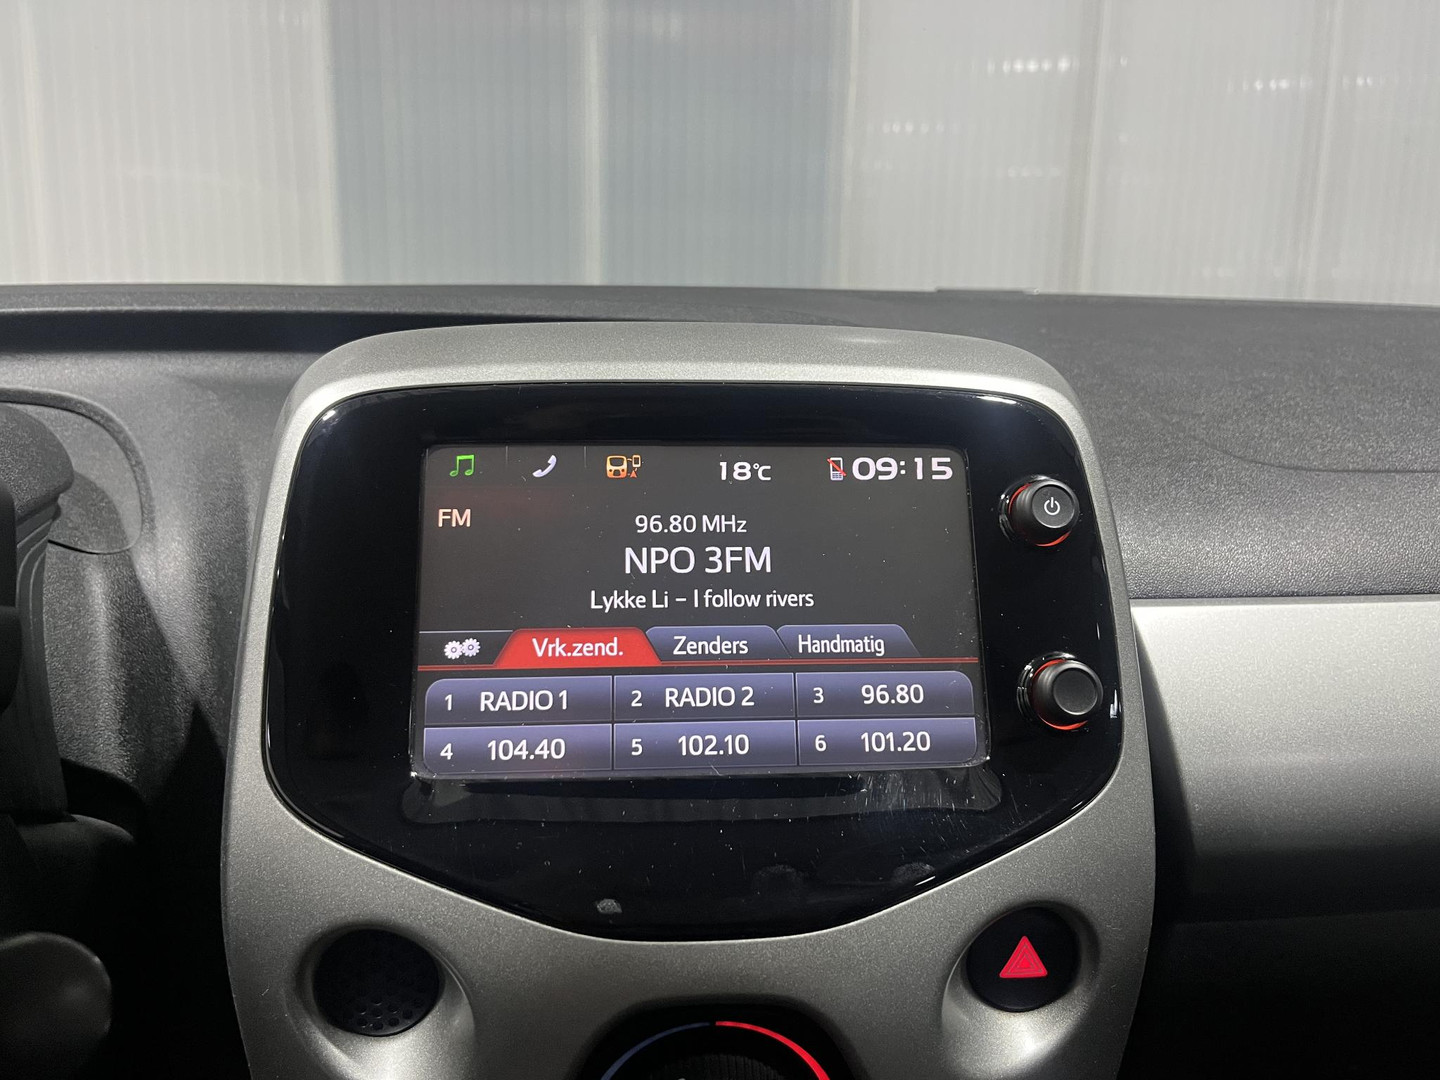 18°C 09:15
FM
96.80 MHz
NPO 3FM
Lykke Li – I follow rivers
Vrk.zend. Zenders Handmatig
1 RADIO 1 2 RADIO 2 3 96.80
4 104.40 5 102.10 6 101.20